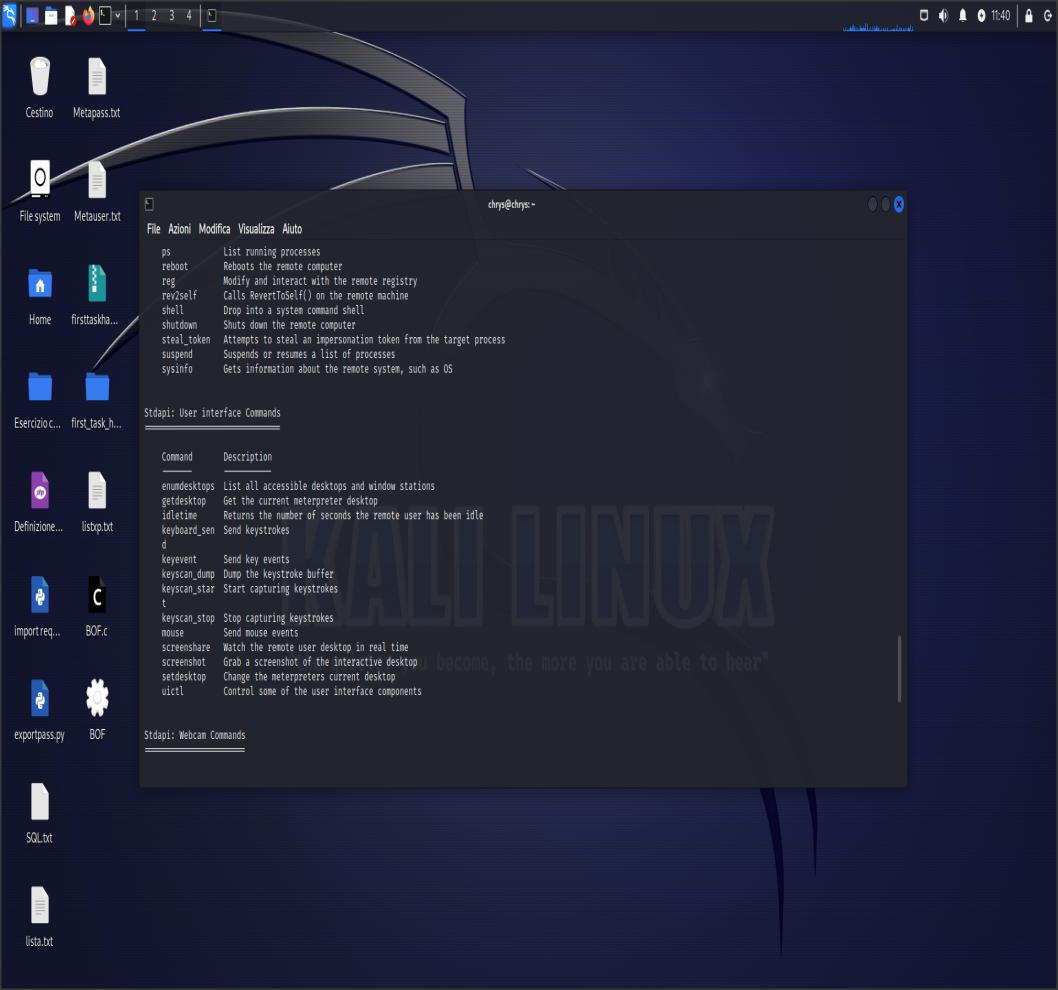 1 2 3 4
11:40
Cestino
Metapass.txt
File system
Metauser.txt
Home
firsttaskha...
Esercizio c...
first_task_h...
Definizione...
listxp.txt
import req...
BOF.c
exportpass.py
BOF
SQL.txt
lista.txt
chrys@chrys: ~
File Azioni Modifica Visualizza Aiuto
ps List running processes
reboot Reboots the remote computer
reg Modify and interact with the remote registry
rev2self Calls RevertToSelf() on the remote machine
shell Drop into a system command shell
shutdown Shuts down the remote computer
steal_token Attempts to steal an impersonation token from the target process
suspend Suspends or resumes a list of processes
sysinfo Gets information about the remote system, such as OS
Stdapi: User interface Commands
Command Description
enumdesktops List all accessible desktops and window stations
getdesktop Get the current meterpreter desktop
idletime Returns the number of seconds the remote user has been idle
keyboard_sen Send keystrokes
d
keyevent Send key events
keyscan_dump Dump the keystroke buffer
keyscan_star Start capturing keystrokes
t
keyscan_stop Stop capturing keystrokes
mouse Send mouse events
screenshare Watch the remote user desktop in real time
screenshot Grab a screenshot of the interactive desktop
setdesktop Change the meterpreters current desktop
uictl Control some of the user interface components
Stdapi: Webcam Commands
KALI LINUX
become, the more you are able to hear"
php
C